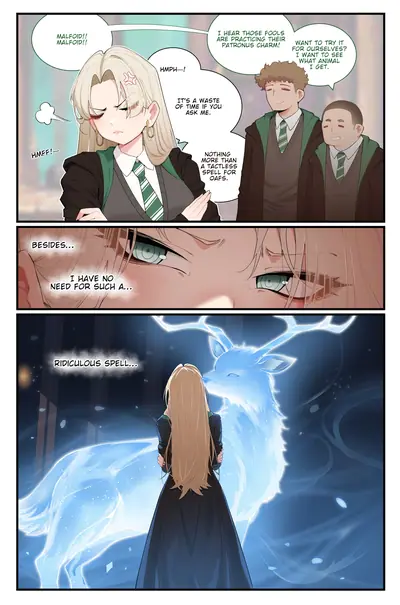 MALFOID!!
MALFOID!!
I HEAR THOSE FOOLS
ARE PRACTICING THEIR
PATRONUS CHARM!
WANT TO TRY IT
FOR OURSELVES?
I WANT TO SEE
WHAT ANIMAL
I GET.
HMPH—!
IT'S A WASTE
OF TIME IF YOU
ASK ME.
HMFF!...
NOTHING
MORE THAN
A TACTLESS
SPELL FOR
OAFS.
BESIDES...
I HAVE NO
NEED FOR SUCH A...
RIDICULOUS SPELL...